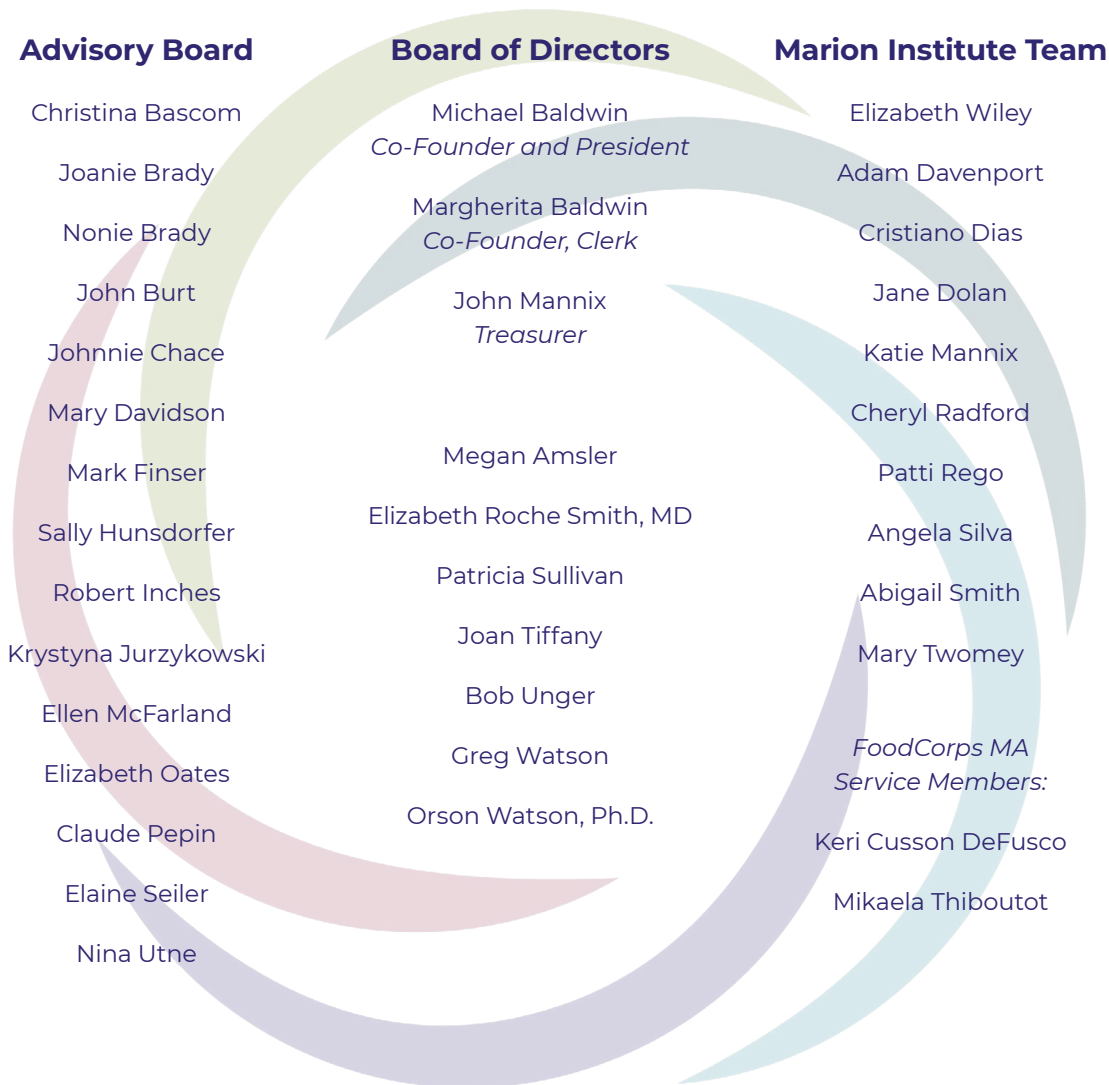 Advisory Board
Christina Bascom
Joanie Brady
Nonie Brady
John Burt
Johnnie Chace
Mary Davidson
Mark Finser
Sally Hunsdorfer
Robert Inches
Krystyna Jurzykowski
Ellen McFarland
Elizabeth Oates
Claude Pepin
Elaine Seiler
Nina Utne
Board of Directors
Michael Baldwin
Co-Founder and President
Margherita Baldwin
Co-Founder, Clerk
John Mannix
Treasurer
Megan Amsler
Elizabeth Roche Smith, MD
Patricia Sullivan
Joan Tiffany
Bob Unger
Greg Watson
Orson Watson, Ph.D.
Marion Institute Team
Elizabeth Wiley
Adam Davenport
Cristiano Dias
Jane Dolan
Katie Mannix
Cheryl Radford
Patti Rego
Angela Silva
Abigail Smith
Mary Twomey
FoodCorps MA
Service Members:
Keri Cusson DeFusco
Mikaela Thiboutot